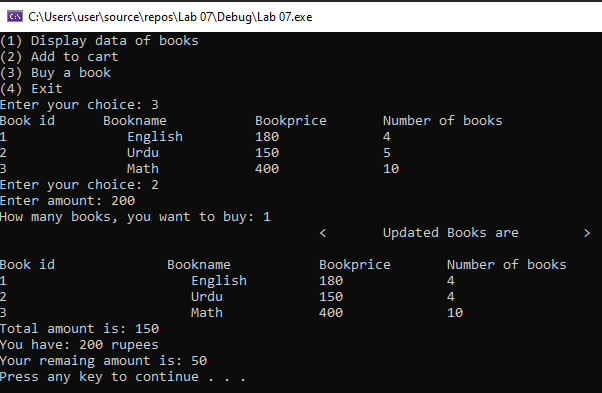 C:\Users\user\source\repos\Lab 07\Debug\Lab 07.exe
(1) Display data of books
(2) Add to cart
(3) Buy a book
(4) Exit
Enter your choice: 3
Book id Bookname Bookprice Number of books
1 English 180 4
2 Urdu 150 5
3 Math 400 10
Enter your choice: 2
Enter amount: 200
How many books, you want to buy: 1
< Updated Books are >
Book id Bookname Bookprice Number of books
1 English 180 4
2 Urdu 150 4
3 Math 400 10
Total amount is: 150
You have: 200 rupees
Your remaing amount is: 50
Press any key to continue . . .